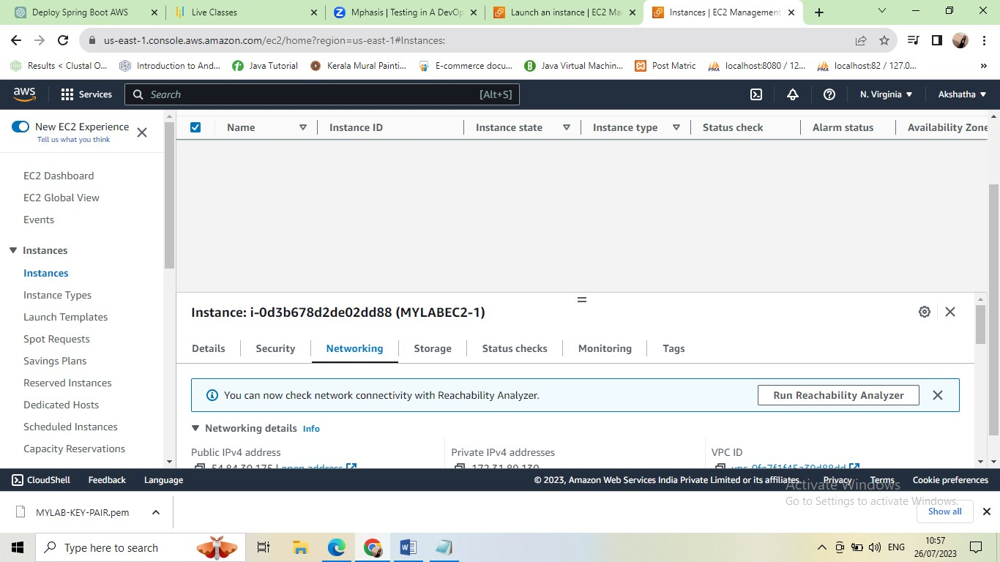 Deploy Spring Boot AWS
Live Classes
Mphasis | Testing in A DevOp
Launch an instance | EC2 Ma
Instances | EC2 Management
us-east-1.console.aws.amazon.com/ec2/home?region=us-east-1#Instances:
Results < Clustal O...
Introduction to And...
Java Tutorial
Kerala Mural Painti...
E-commerce docu...
Java Virtual Machin...
Post Matric
localhost:8080 / 12...
localhost:82 / 127.0...
»
aws
Services
Search
[Alt+S]
N. Virginia
Akshatha
New EC2 Experience
Tell us what you think
EC2 Dashboard
EC2 Global View
Events
Instances
Instances
Instance Types
Launch Templates
Spot Requests
Savings Plans
Reserved Instances
Dedicated Hosts
Scheduled Instances
Capacity Reservations
Name
Instance ID
Instance state
Instance type
Status check
Alarm status
Availability Zone
Instance: i-0d3b678d2de02dd88 (MYLABEC2-1)
Details
Security
Networking
Storage
Status checks
Monitoring
Tags
You can now check network connectivity with Reachability Analyzer.
Run Reachability Analyzer
Networking details Info
Public IPv4 address
Private IPv4 addresses
VPC ID
54.84.30.175 | open address
172.31.89.130
CloudShell
Feedback
Language
© 2023, Amazon Web Services India Private Limited or its affiliates.
Privacy
Terms
Cookie preferences
Activate Windows
Go to Settings to activate Windows.
MYLAB-KEY-PAIR.pem
Show all
Type here to search
ENG
10:57
26/07/2023